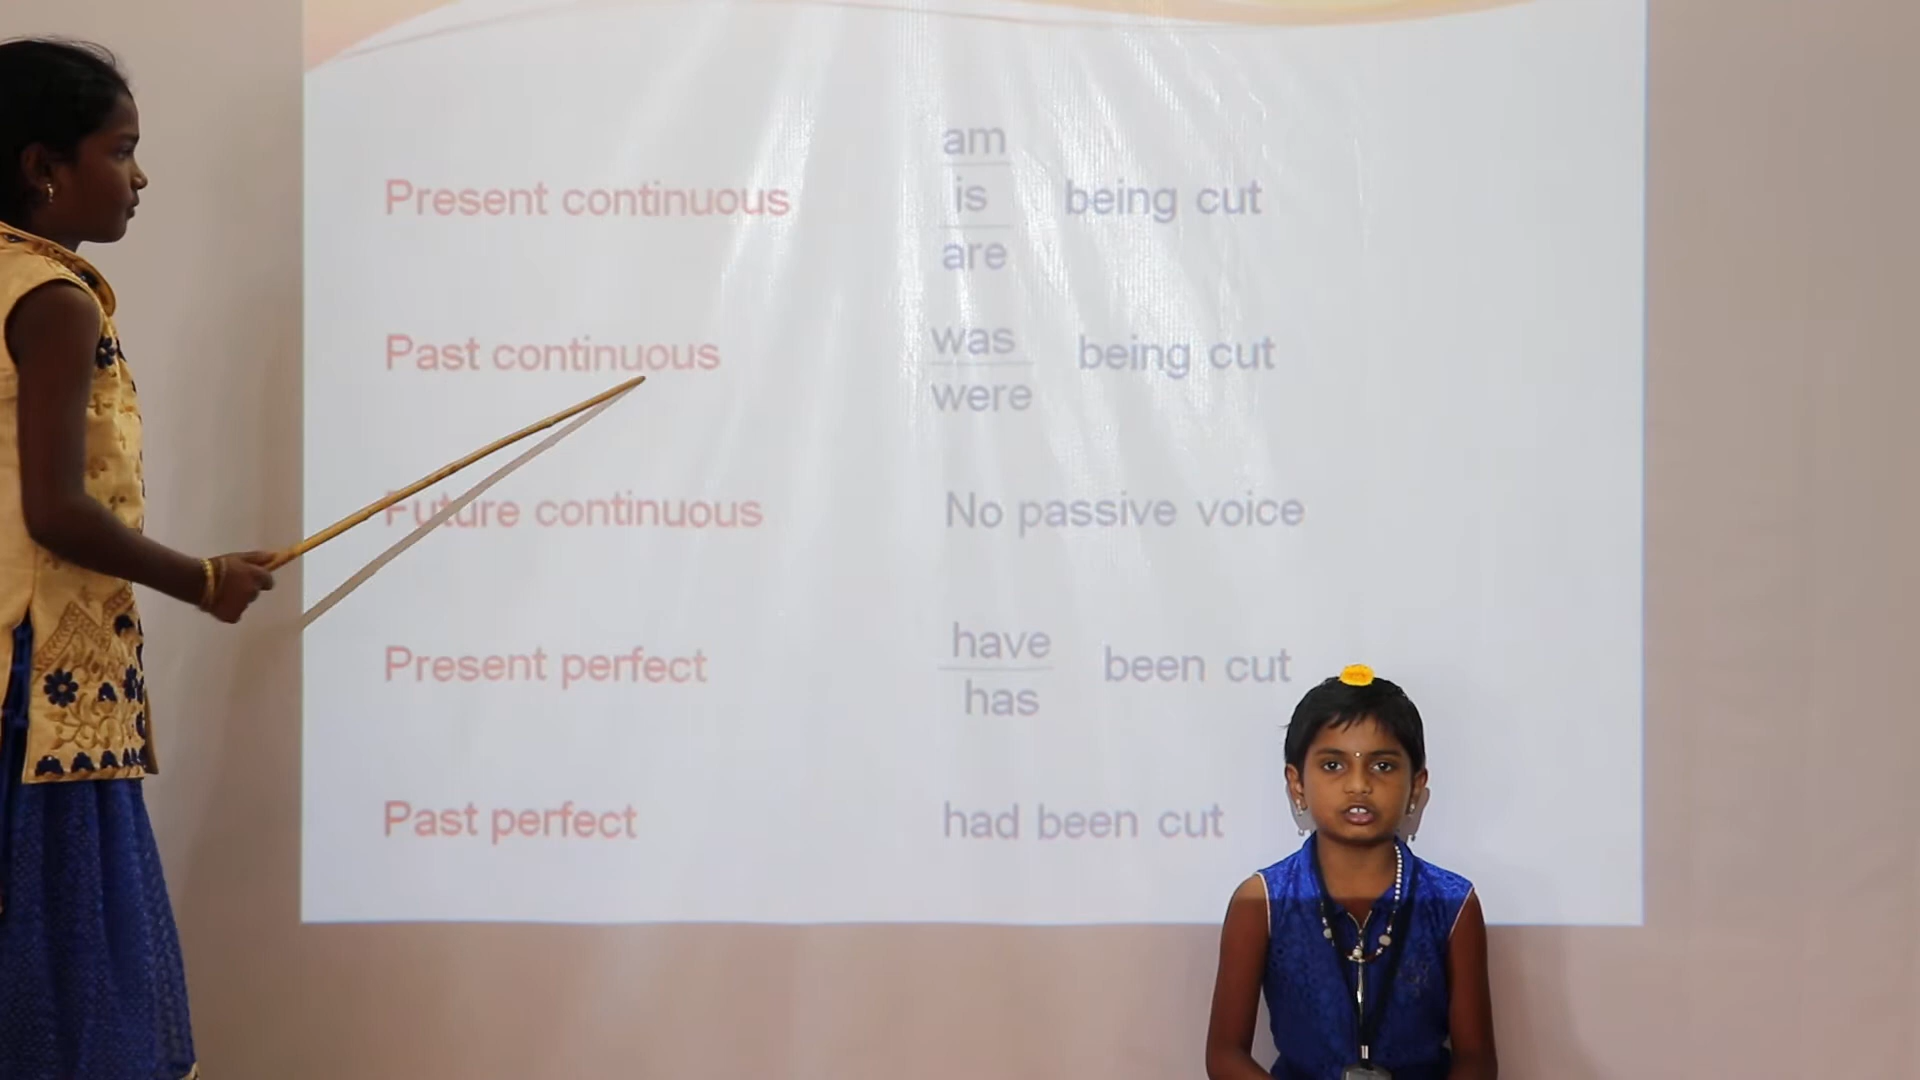 am
Present continuous is being cut
are
was
Past continuous being cut
were
Future continuous No passive voice
have
Present perfect been cut
has
Past perfect had been cut